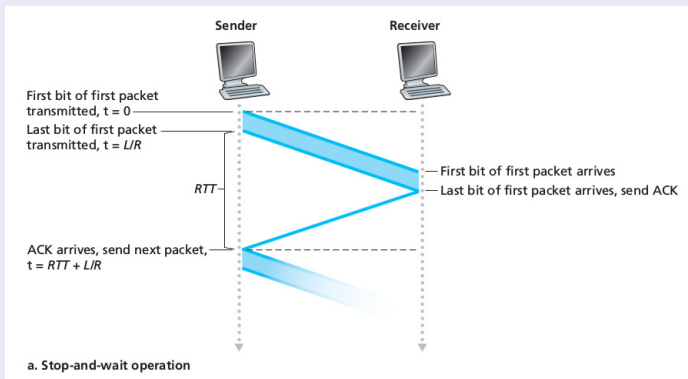 Sender
Receiver
First bit of first packet
transmitted, t = 0
Last bit of first packet
transmitted, t = L/R
First bit of first packet arrives
Last bit of first packet arrives, send ACK
RTT
ACK arrives, send next packet,
t = RTT + L/R
a. Stop-and-wait operation